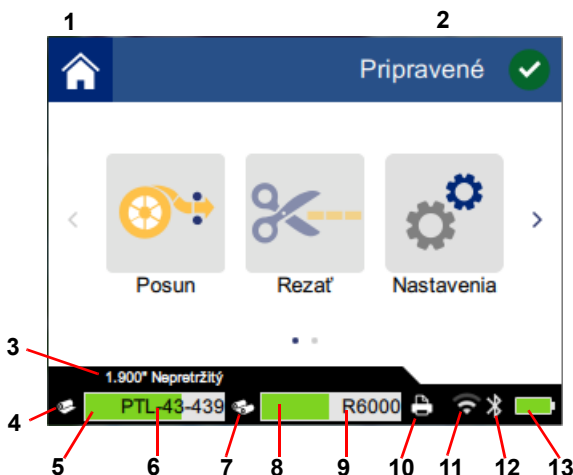 1 2
Pripravené
Posun Rezať Nastavenia
3
1.900" Nepretržitý
4
PTL-43-439 R6000
5 6 7 8 9 10 11 12 13